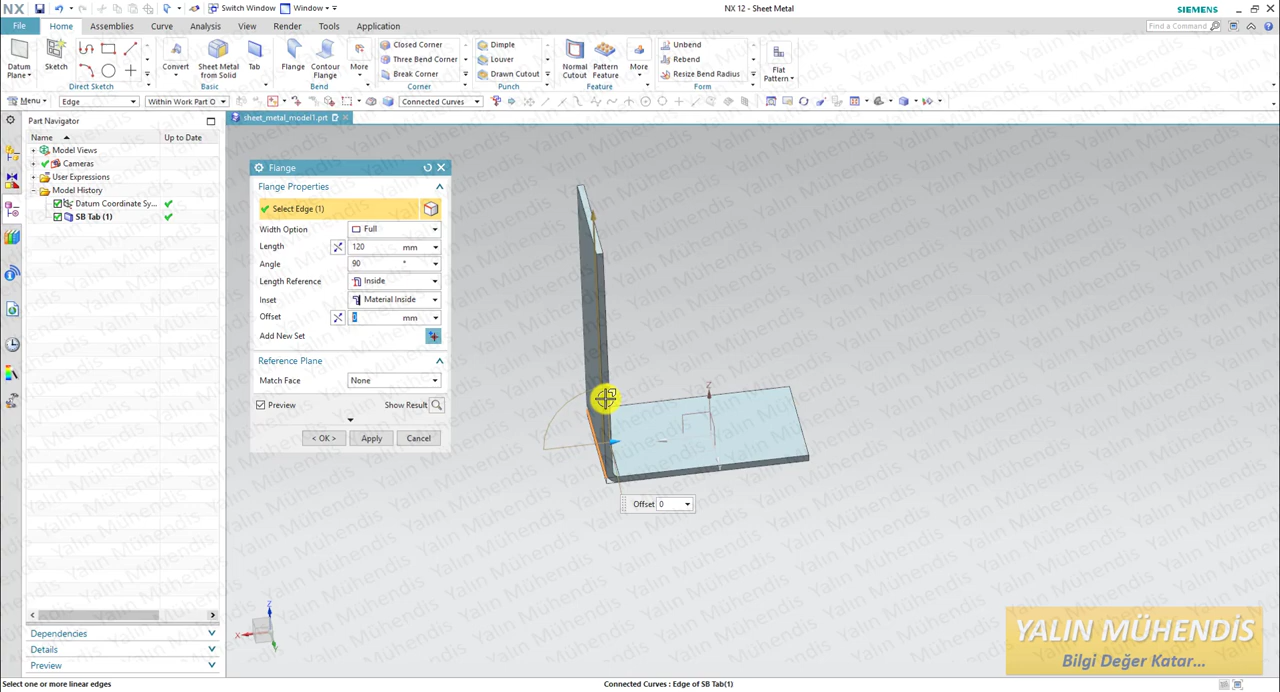 NX
Switch Window
Window
NX 12 - Sheet Metal
SIEMENS
File
Home
Assemblies
Curve
Analysis
View
Render
Tools
Application
Find a Command
Datum Plane
Sketch
Direct Sketch
Convert
Sheet Metal from Solid
Tab
Basic
Flange
Contour Flange
More
Bend
Closed Corner
Three Bend Corner
Break Corner
Corner
Dimple
Louver
Drawn Cutout
Punch
Normal Cutout
Pattern Feature
More
Feature
Unbend
Rebend
Resize Bend Radius
Form
Flat Pattern
Menu
Edge
Within Work Part O
Connected Curves
Part Navigator
Name
Up to Date
Model Views
Cameras
User Expressions
Model History
Datum Coordinate Sy...
SB Tab (1)
Dependencies
Details
Preview
sheet_metal_model1.prt
Flange
Flange Properties
Select Edge (1)
Width Option
Full
Length
120 mm
Angle
90 °
Length Reference
Inside
Inset
Material Inside
Offset
0 mm
Add New Set
Reference Plane
Match Face
None
Preview
Show Result
< OK >
Apply
Cancel
Z
Offset 0
Z
X
Y
YALIN MÜHENDİS
Bilgi Değer Katar...
Select one or more linear edges
Connected Curves : Edge of SB Tab(1)
Yalın Mühendis